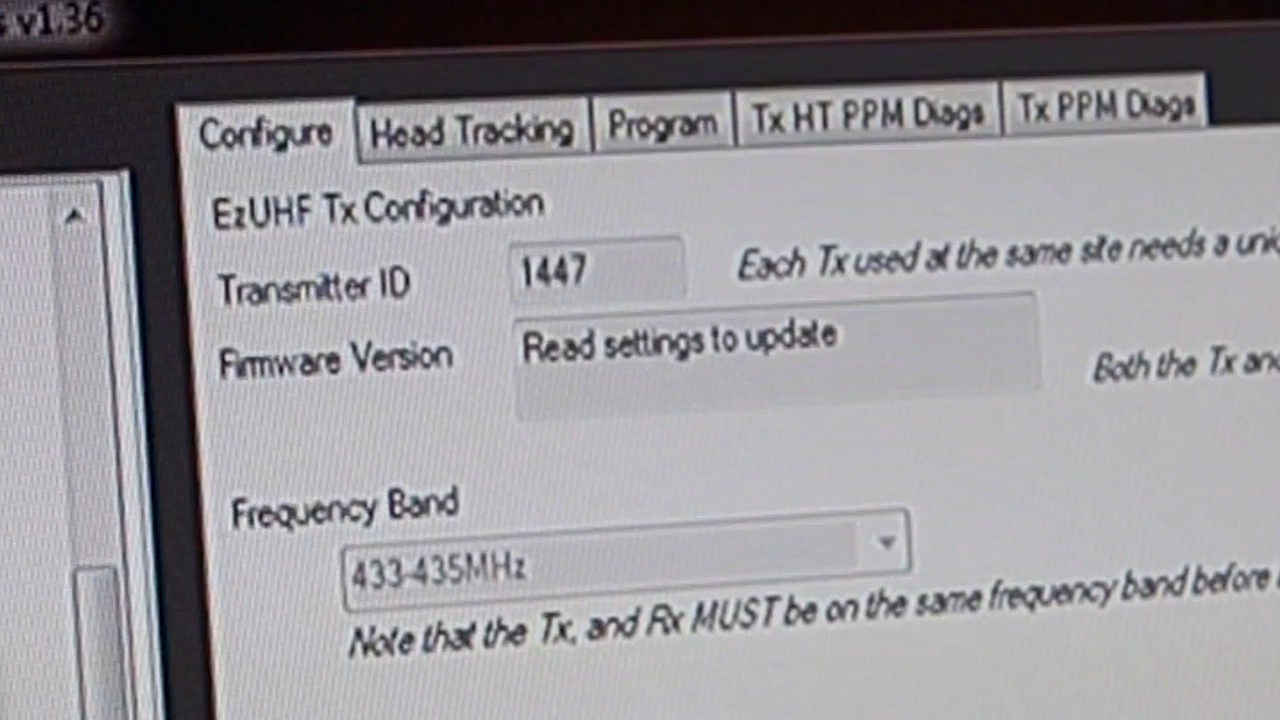 v1.36
Configure Head Tracking Program Tx HT PPM Diags Tx PPM Diags
EzUHF Tx Configuration
Transmitter ID 1447 Each Tx used at the same site needs a
Firmware Version Read settings to update
Both the Tx and
Frequency Band
433-435MHz
Note that the Tx, and Rx MUST be on the same frequency band before